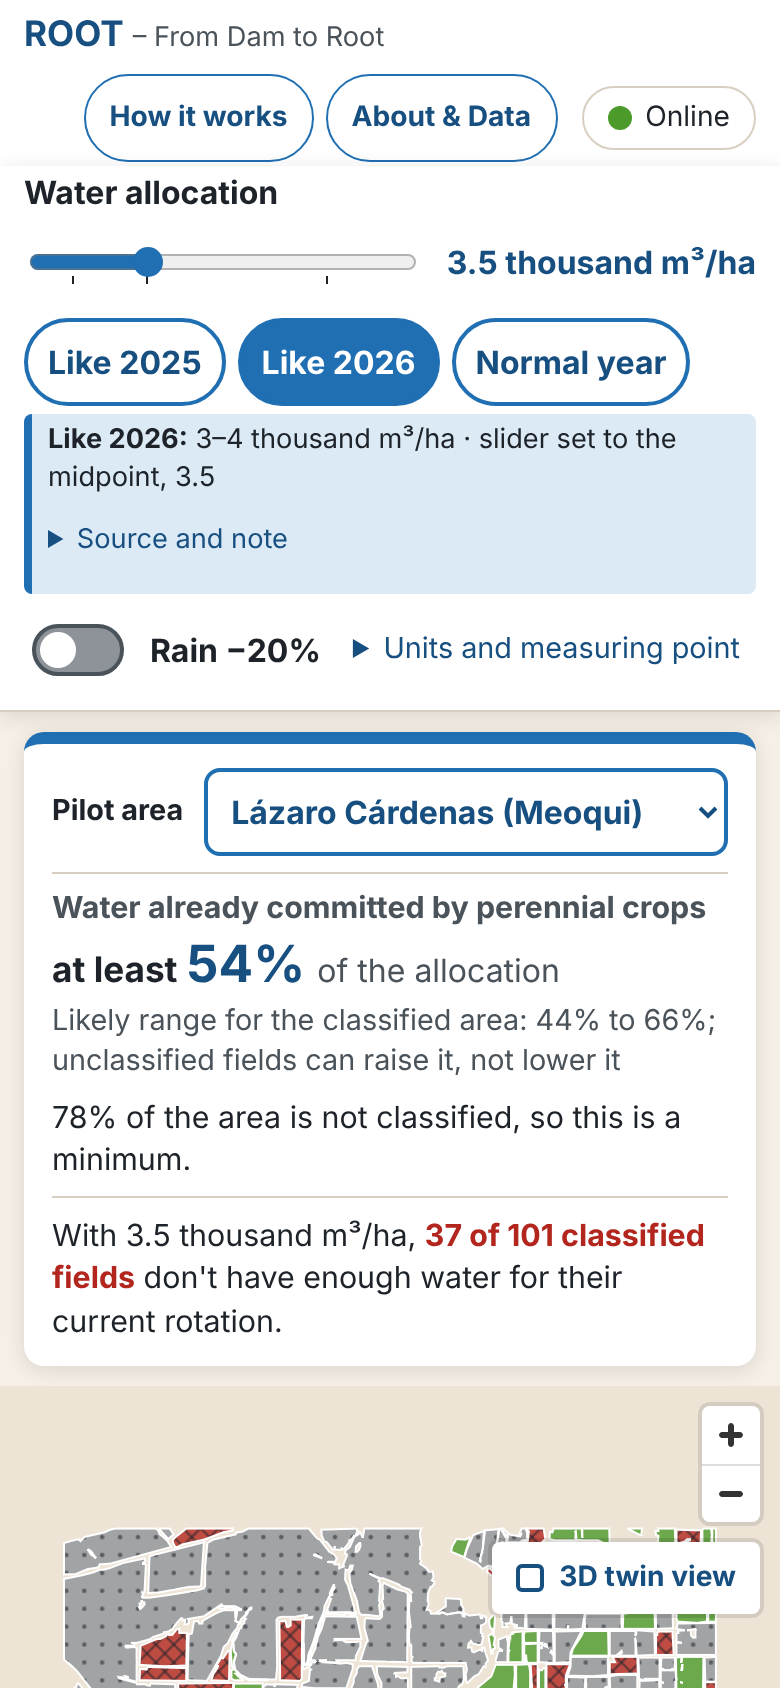 ROOT – From Dam to Root
How it works
About & Data
Online
Water allocation
3.5 thousand m³/ha
Like 2025
Like 2026
Normal year
Like 2026: 3–4 thousand m³/ha · slider set to the
midpoint, 3.5
Source and note
Rain −20%
Units and measuring point
Pilot area
Lázaro Cárdenas (Meoqui)
Water already committed by perennial crops
at least 54% of the allocation
Likely range for the classified area: 44% to 66%;
unclassified fields can raise it, not lower it
78% of the area is not classified, so this is a
minimum.
With 3.5 thousand m³/ha, 37 of 101 classified
fields don't have enough water for their
current rotation.
+
−
3D twin view